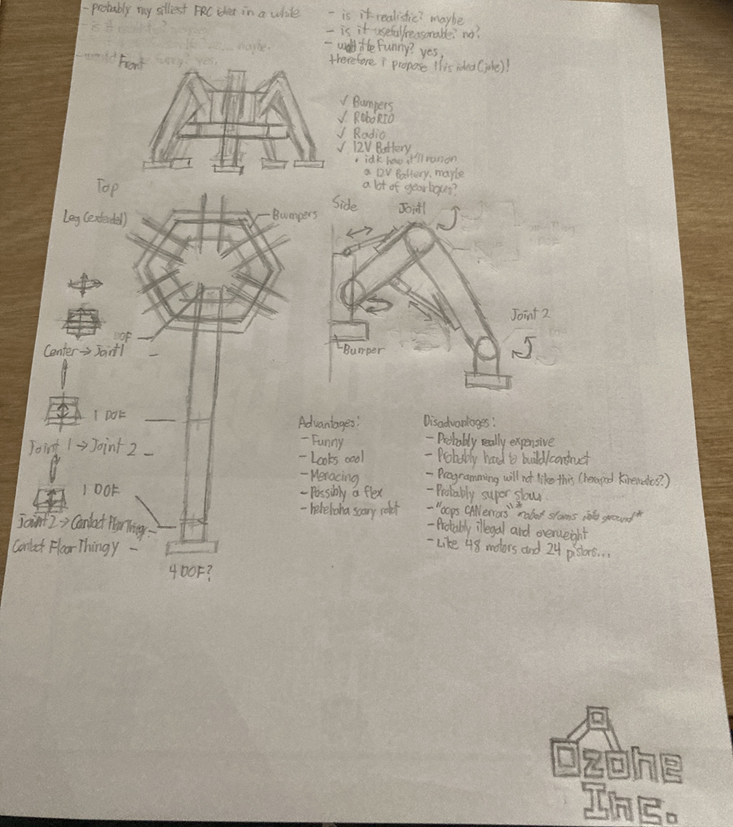 - probably my silliest FRC idea in a while
- is it realistic? maybe
- is it useful/reasonable? no?
- will it be funny? yes,
therefore I propose this idea (joke)!
Front
✓ Bumpers
✓ RoboRIO
✓ Radio
✓ 12V Battery
• idk how it'll run on
a 12V battery, maybe
a lot of gearboxes?
Top
Leg (extended)
Bumpers
Side
Joint 1
Joint 2
Bumper
DOF
Center → Joint 1 -
1 DOF
Joint 1 → Joint 2 -
1 DOF
Joint 2 → Contact Floor Thingy -
Contact Floor Thingy -
4 DOF?
Advantages:
- Funny
- Looks cool
- Menacing
- Possibly a flex
- hahahaha scary robot
Disadvantages:
- Probably really expensive
- Probably hard to build/construct
- Programming will not like this (Kinematics?)
- Probably super slow
- "oops CAN errors" *robot slams into ground*
- Probably illegal and overweight
- Like 48 motors and 24 pistons...
Ozone
Inc.